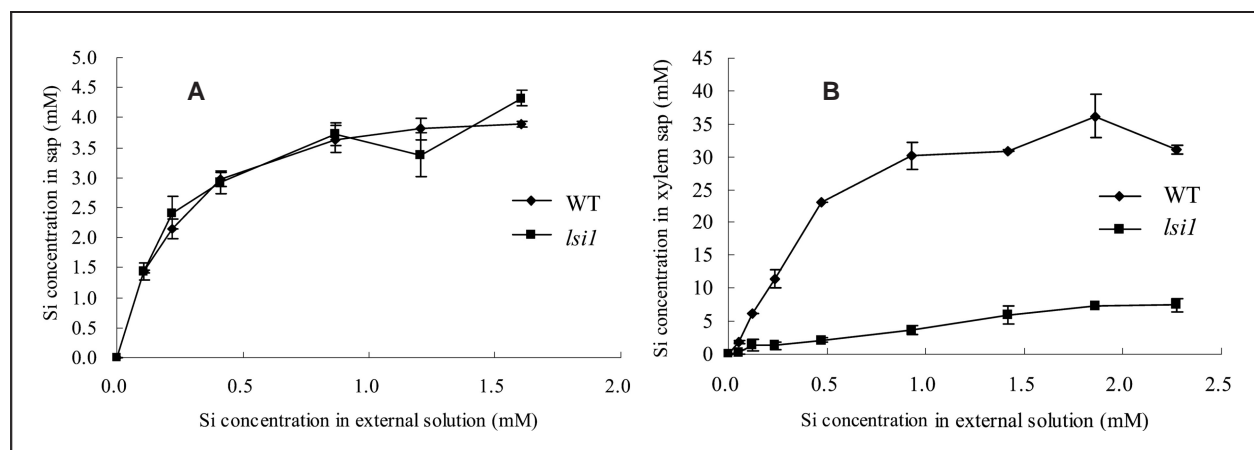 A
Si concentration in sap (mM)
5.0
4.5
4.0
3.5
3.0
2.5
2.0
1.5
1.0
0.5
0.0
WT
lsi1
0.0 0.5 1.0 1.5 2.0
Si concentration in external solution (mM)
B
Si concentration in xylem sap (mM)
45
40
35
30
25
20
15
10
5
0
WT
lsi1
0.0 0.5 1.0 1.5 2.0 2.5
Si concentration in external solution (mM)